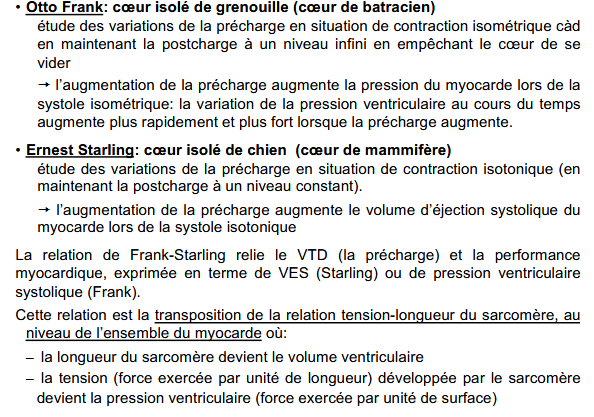 • Otto Frank: cœur isolé de grenouille (cœur de batracien)
étude des variations de la précharge en situation de contraction isométrique càd
en maintenant la postcharge à un niveau infini en empêchant le cœur de se
vider
→ l’augmentation de la précharge augmente la pression du myocarde lors de la
systole isométrique: la variation de la pression ventriculaire au cours du temps
augmente plus rapidement et plus fort lorsque la précharge augmente.
• Ernest Starling: cœur isolé de chien (cœur de mammifère)
étude des variations de la précharge en situation de contraction isotonique (en
maintenant la postcharge à un niveau constant).
→ l’augmentation de la précharge augmente le volume d’éjection systolique du
myocarde lors de la systole isotonique
La relation de Frank-Starling relie le VTD (la précharge) et la performance
myocardique, exprimée en terme de VES (Starling) ou de pression ventriculaire
systolique (Frank).
Cette relation est la transposition de la relation tension-longueur du sarcomère, au
niveau de l’ensemble du myocarde où:
– la longueur du sarcomère devient le volume ventriculaire
– la tension (force exercée par unité de longueur) développée par le sarcomère
devient la pression ventriculaire (force exercée par unité de surface)